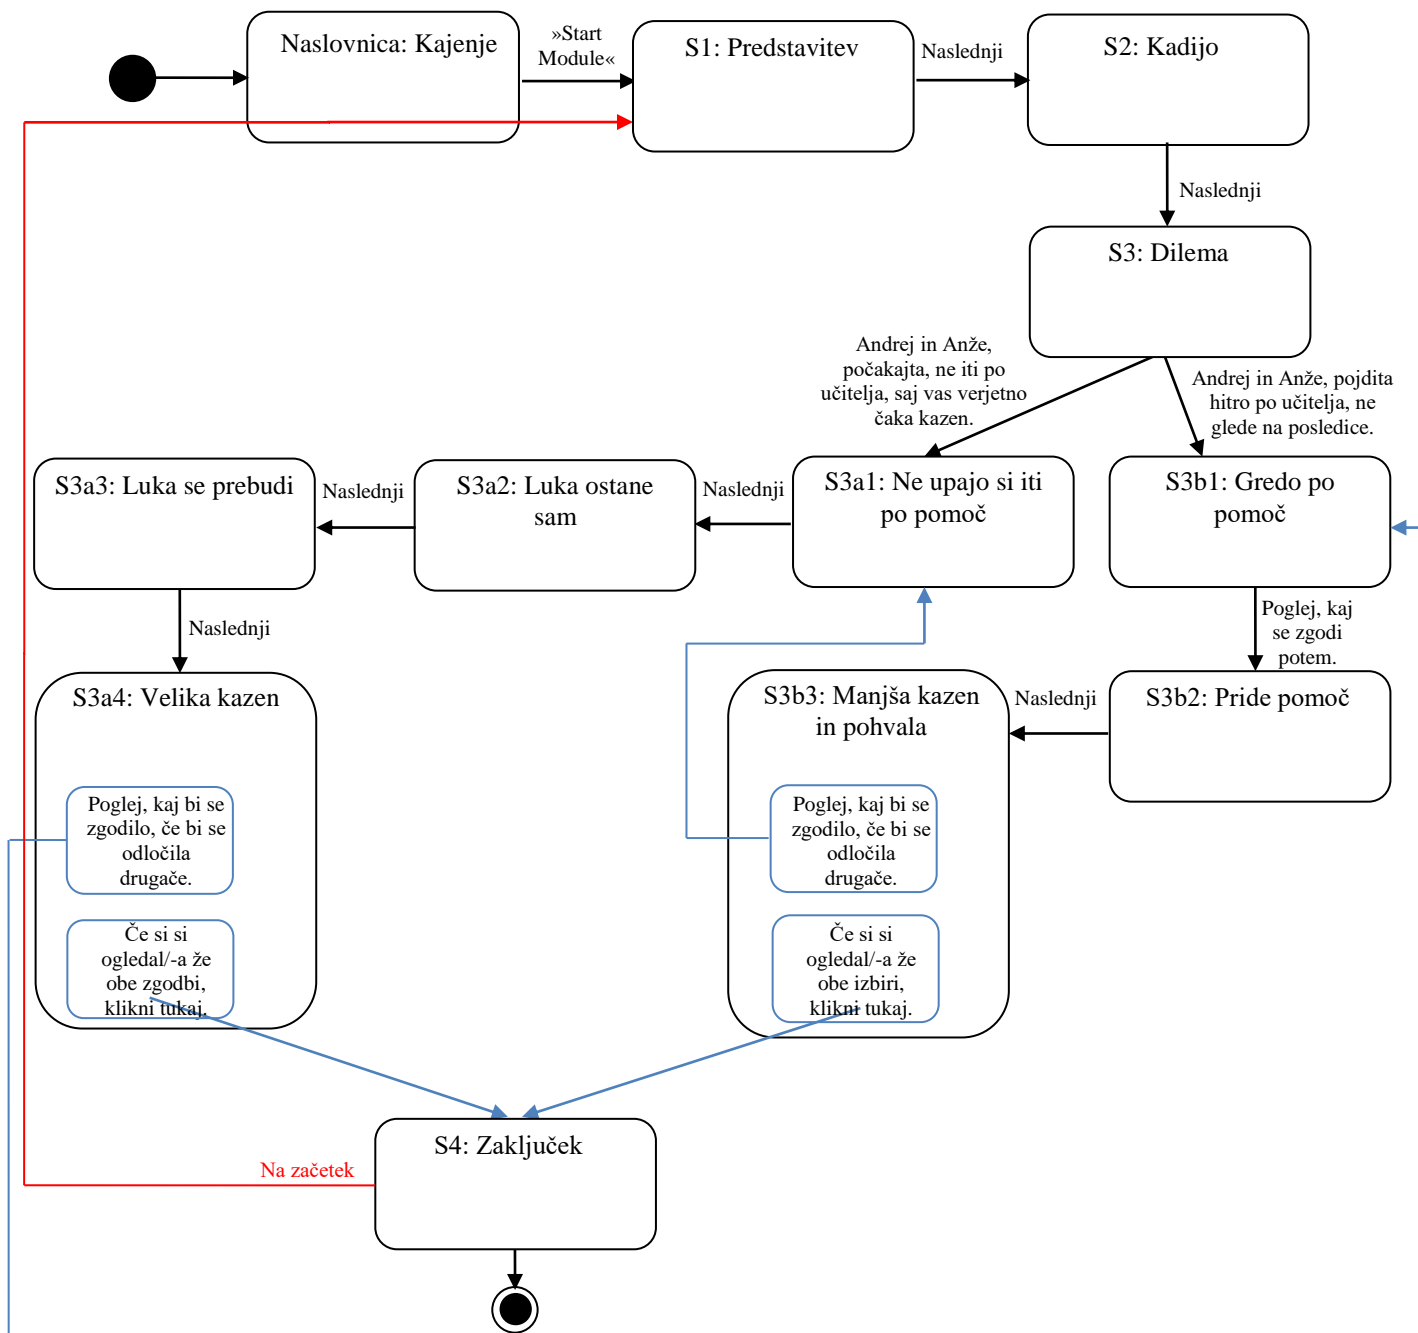 Naslovnica: Kajenje
»Start
Module«
S1: Predstavitev
Naslednji
S2: Kadijo
Naslednji
S3: Dilema
Andrej in Anže,
počakajta, ne iti po
učitelja, saj vas verjetno
čaka kazen.
Andrej in Anže, pojdita
hitro po učitelja, ne
glede na posledice.
S3a3: Luka se prebudi
Naslednji
S3a2: Luka ostane
sam
Naslednji
S3a1: Ne upajo si iti
po pomoč
S3b1: Gredo po
pomoč
Naslednji
Poglej, kaj
se zgodi
potem.
S3a4: Velika kazen
S3b3: Manjša kazen
in pohvala
Naslednji
S3b2: Pride pomoč
Poglej, kaj bi se
zgodilo, če bi se
odločila
drugače.
Poglej, kaj bi se
zgodilo, če bi se
odločila
drugače.
Če si si
ogledal/-a že
obe zgodbi,
klikni tukaj.
Če si si
ogledal/-a že
obe izbiri,
klikni tukaj.
S4: Zaključek
Na začetek